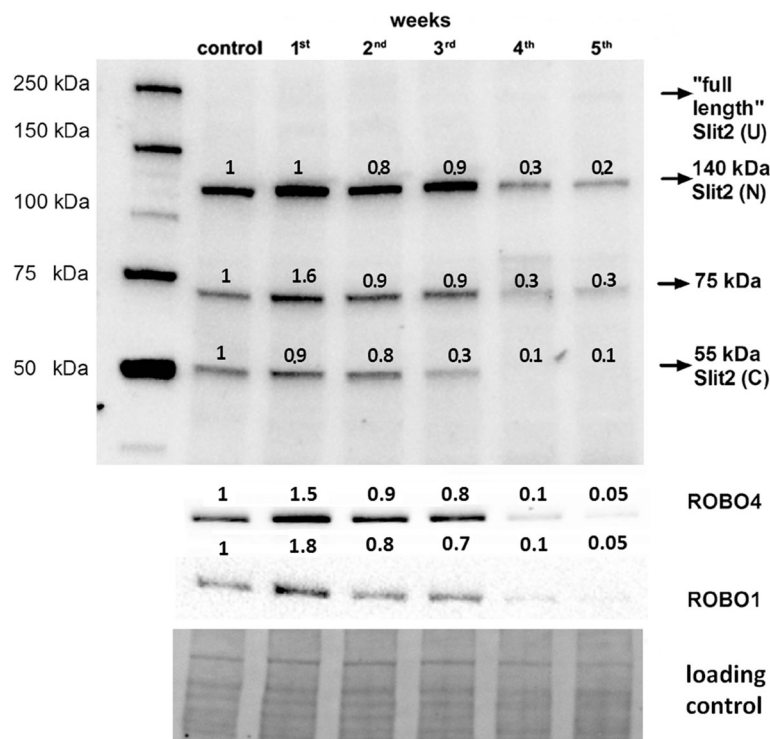 weeks
control 1st 2nd 3rd 4th 5th
250 kDa
"full
length"
Slit2 (U)
150 kDa
1 1 0.8 0.9 0.3 0.2
140 kDa
Slit2 (N)
100 kDa
75 kDa
1 1.6 0.9 0.9 0.3 0.3
75 kDa
1 0.9 0.8 0.3 0.1 0.1
50 kDa
55 kDa
Slit2 (C)
1 1.5 0.9 0.8 0.1 0.05
ROBO4
1 1.8 0.8 0.7 0.1 0.05
ROBO1
loading
control